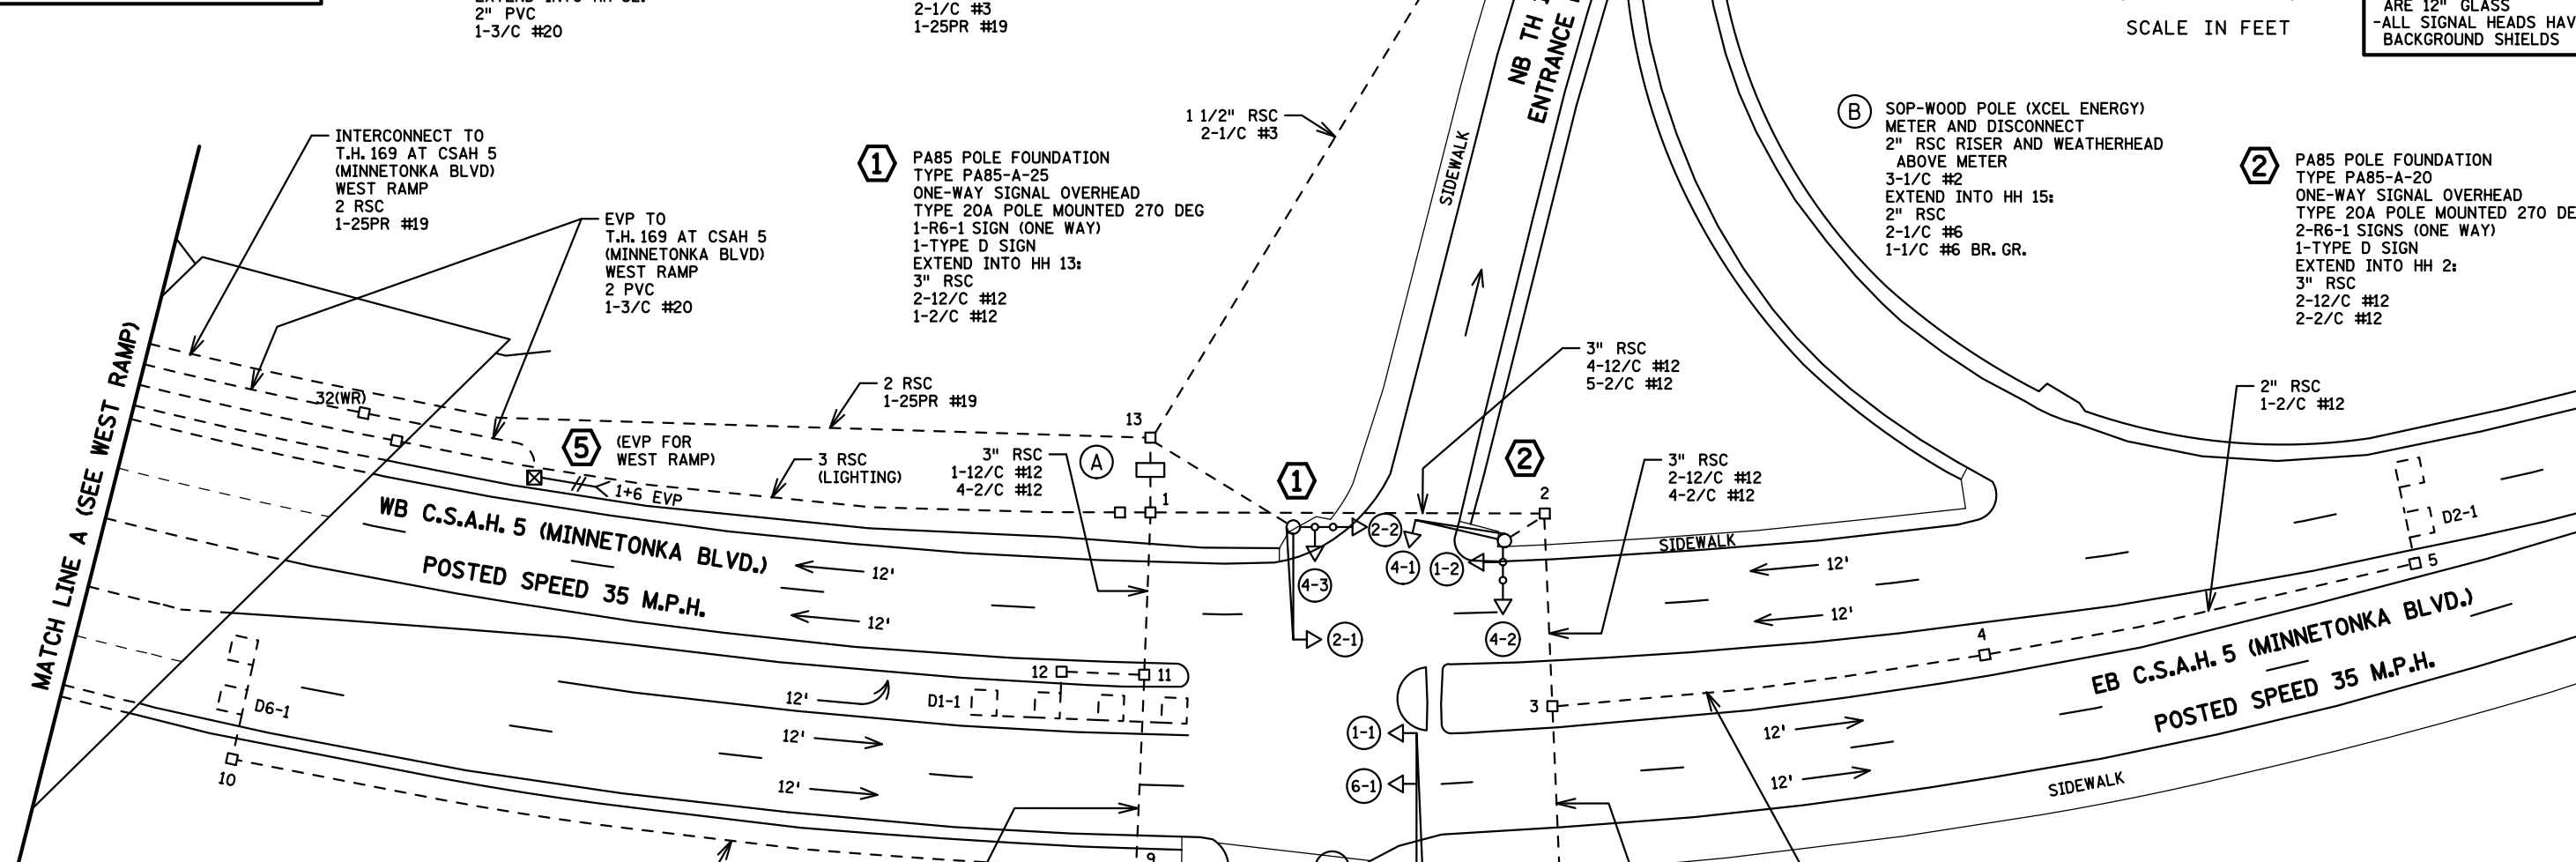 2" PVC
1-3/C #20
2-1/C #3
1-25PR #19
NB TH
ENTRANCE
SCALE IN FEET
ARE 12" GLASS
-ALL SIGNAL HEADS HAV
BACKGROUND SHIELDS
INTERCONNECT TO
T.H. 169 AT CSAH 5
(MINNETONKA BLVD)
WEST RAMP
2 RSC
1-25PR #19
EVP TO
T.H. 169 AT CSAH 5
(MINNETONKA BLVD)
WEST RAMP
2 PVC
1-3/C #20
1
PA85 POLE FOUNDATION
TYPE PA85-A-25
ONE-WAY SIGNAL OVERHEAD
TYPE 20A POLE MOUNTED 270 DEG
1-R6-1 SIGN (ONE WAY)
1-TYPE D SIGN
EXTEND INTO HH 13:
3" RSC
2-12/C #12
1-2/C #12
1 1/2" RSC
2-1/C #3
SIDEWALK
B
SOP-WOOD POLE (XCEL ENERGY)
METER AND DISCONNECT
2" RSC RISER AND WEATHERHEAD
ABOVE METER
3-1/C #2
EXTEND INTO HH 15:
2" RSC
2-1/C #6
1-1/C #6 BR. GR.
2
PA85 POLE FOUNDATION
TYPE PA85-A-20
ONE-WAY SIGNAL OVERHEAD
TYPE 20A POLE MOUNTED 270 DE
2-R6-1 SIGNS (ONE WAY)
1-TYPE D SIGN
EXTEND INTO HH 2:
3" RSC
2-12/C #12
2-2/C #12
MATCH LINE A (SEE WEST RAMP)
32(WR)
5
(EVP FOR
WEST RAMP)
1+6 EVP
2 RSC
1-25PR #19
3 RSC
(LIGHTING)
3" RSC
1-12/C #12
4-2/C #12
13
A
1
1
3" RSC
4-12/C #12
5-2/C #12
2
2
3" RSC
2-12/C #12
4-2/C #12
2" RSC
1-2/C #12
WB C.S.A.H. 5 (MINNETONKA BLVD.)
POSTED SPEED 35 M.P.H.
12'
12'
2-2
4-3
4-1
1-2
4-2
2-1
SIDEWALK
12'
12'
D2-1
5
4
3
12
11
D1-1
12'
12'
12'
D6-1
10
1-1
6-1
12'
12'
EB C.S.A.H. 5 (MINNETONKA BLVD.)
POSTED SPEED 35 M.P.H.
SIDEWALK
9